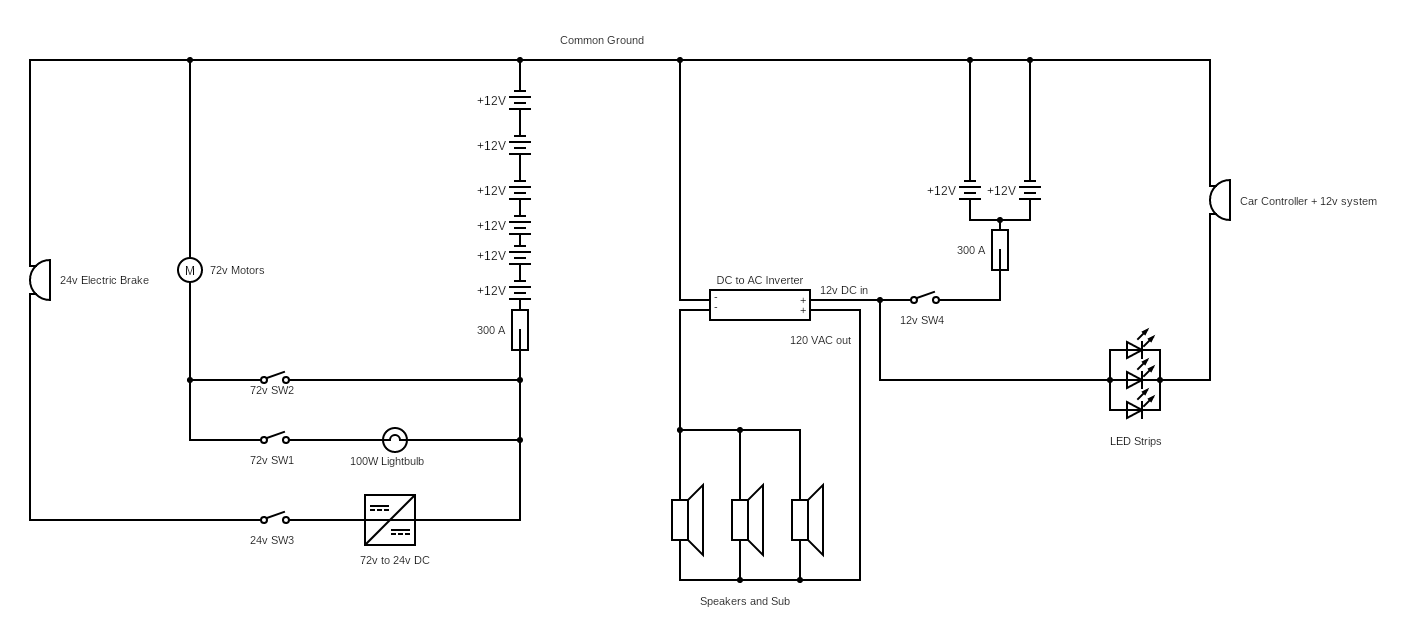 Common Ground
+12V
+12V
+12V
+12V
+12V
+12V
300 A
24v Electric Brake
M
72v Motors
72v SW2
72v SW1
100W Lightbulb
24v SW3
72v to 24v DC
DC to AC Inverter
- +
- +
12v DC in
120 VAC out
Speakers and Sub
+12V +12V
300 A
12v SW4
LED Strips
Car Controller + 12v system